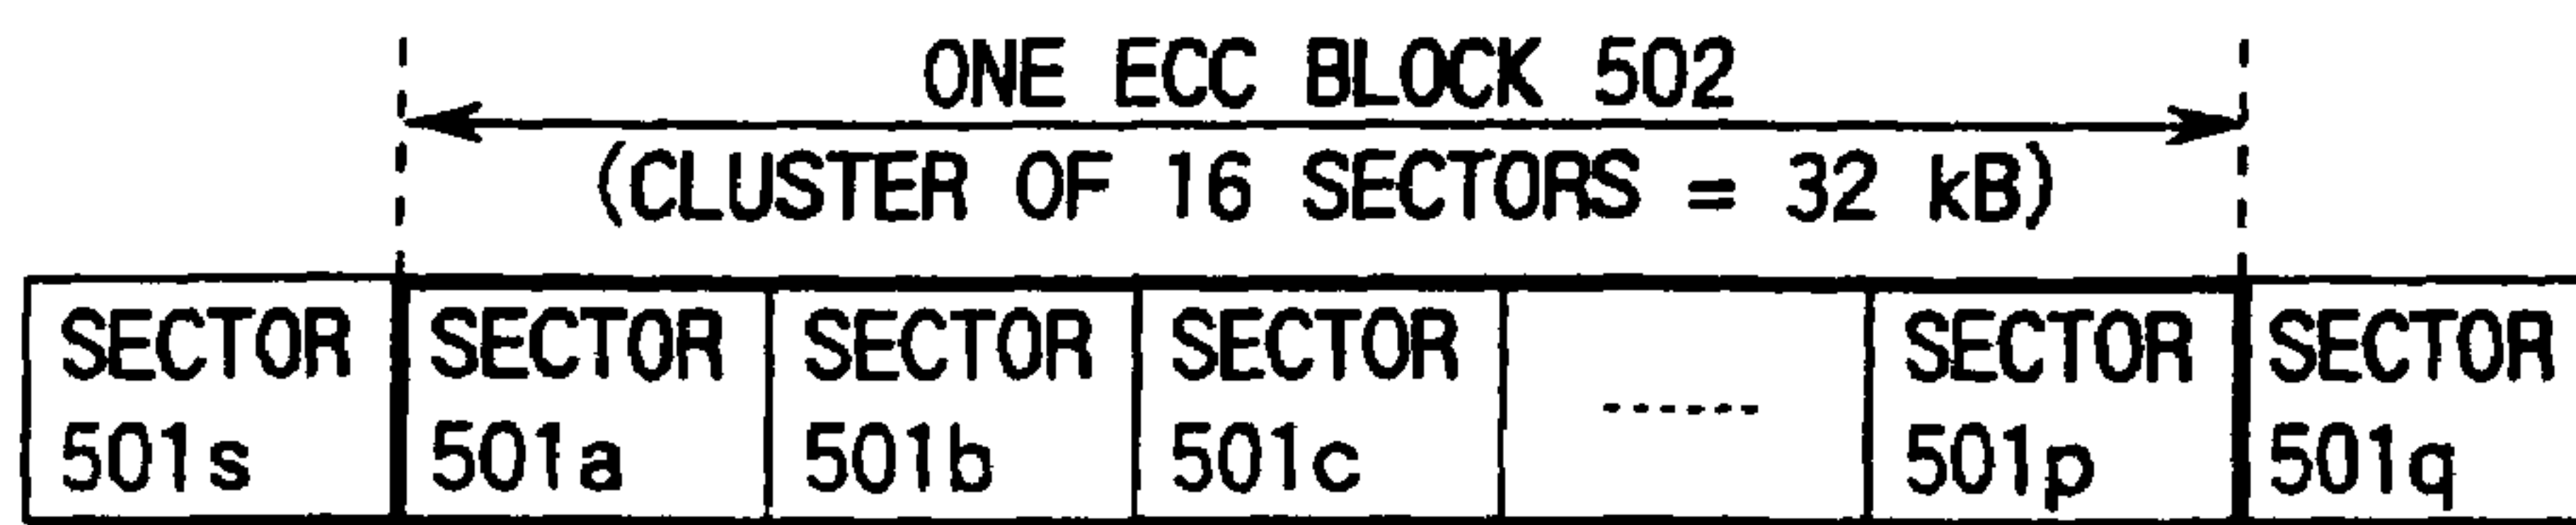 ONE ECC BLOCK 502
(CLUSTER OF 16 SECTORS = 32 kB)
SECTOR SECTOR SECTOR SECTOR SECTOR SECTOR
501s 501a 501b 501c ...... 501p 501q